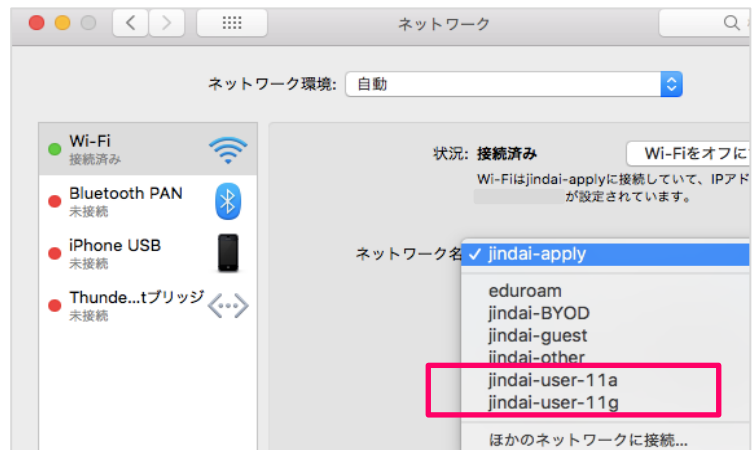 ネットワーク
ネットワーク環境: 自動
Wi-Fi
接続済み
Bluetooth PAN
未接続
iPhone USB
未接続
Thunde...tブリッジ
未接続
状況: 接続済み
Wi-Fiをオフに
Wi-Fiはjindai-applyに接続していて、IPアド
が設定されています。
ネットワーク名
✓ jindai-apply
eduroam
jindai-BYOD
jindai-guest
jindai-other
jindai-user-11a
jindai-user-11g
ほかのネットワークに接続...